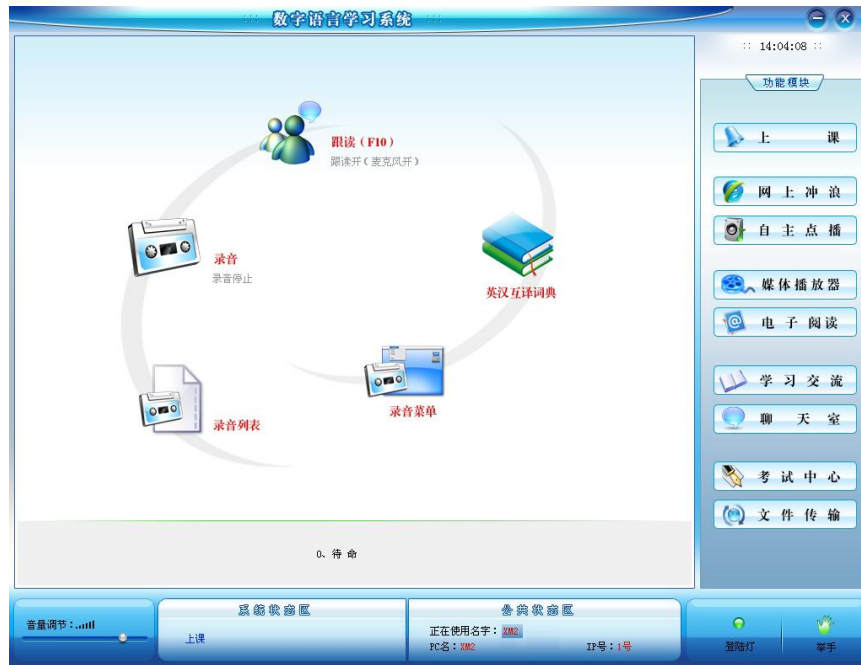 数字语言学习系统
14:04:08
功能模块
跟读(F10)
跟读开(麦克风开)
上课
网上冲浪
自主点播
录音
录音停止
英汉互译词典
媒体播放器
电子阅读
录音列表
录音菜单
学习交流
聊天室
考试中心
文件传输
0、待命
音量调节:
系统状态区
上课
公共状态区
正在使用名字:XM2
PC名:XM2 IP号:1号
登陆灯
举手